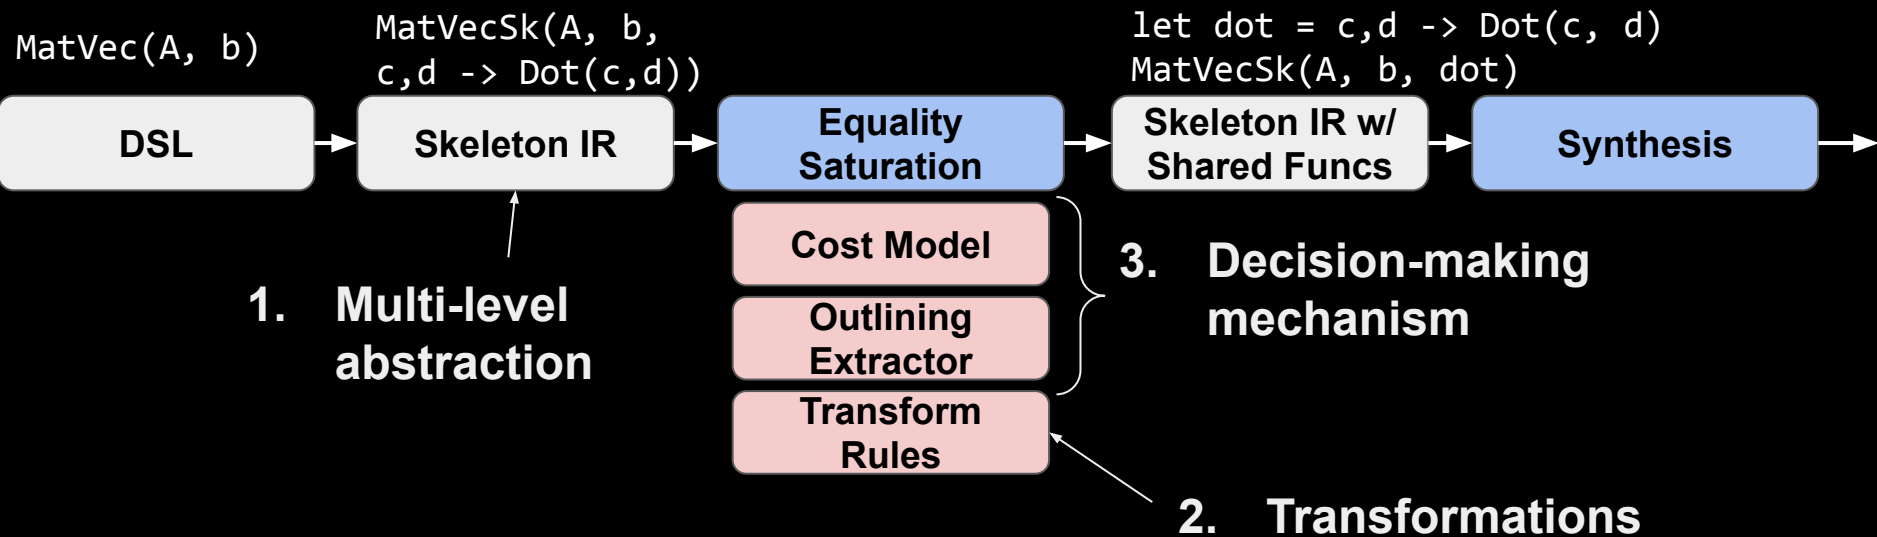 MatVec(A, b)
MatVecSk(A, b,
c,d -> Dot(c,d))
let dot = c,d -> Dot(c, d)
MatVecSk(A, b, dot)
DSL
Skeleton IR
Equality
Saturation
Skeleton IR w/
Shared Funcs
Synthesis
Cost Model
Outlining
Extractor
Transform
Rules
1. Multi-level
abstraction
3. Decision-making
mechanism
2. Transformations